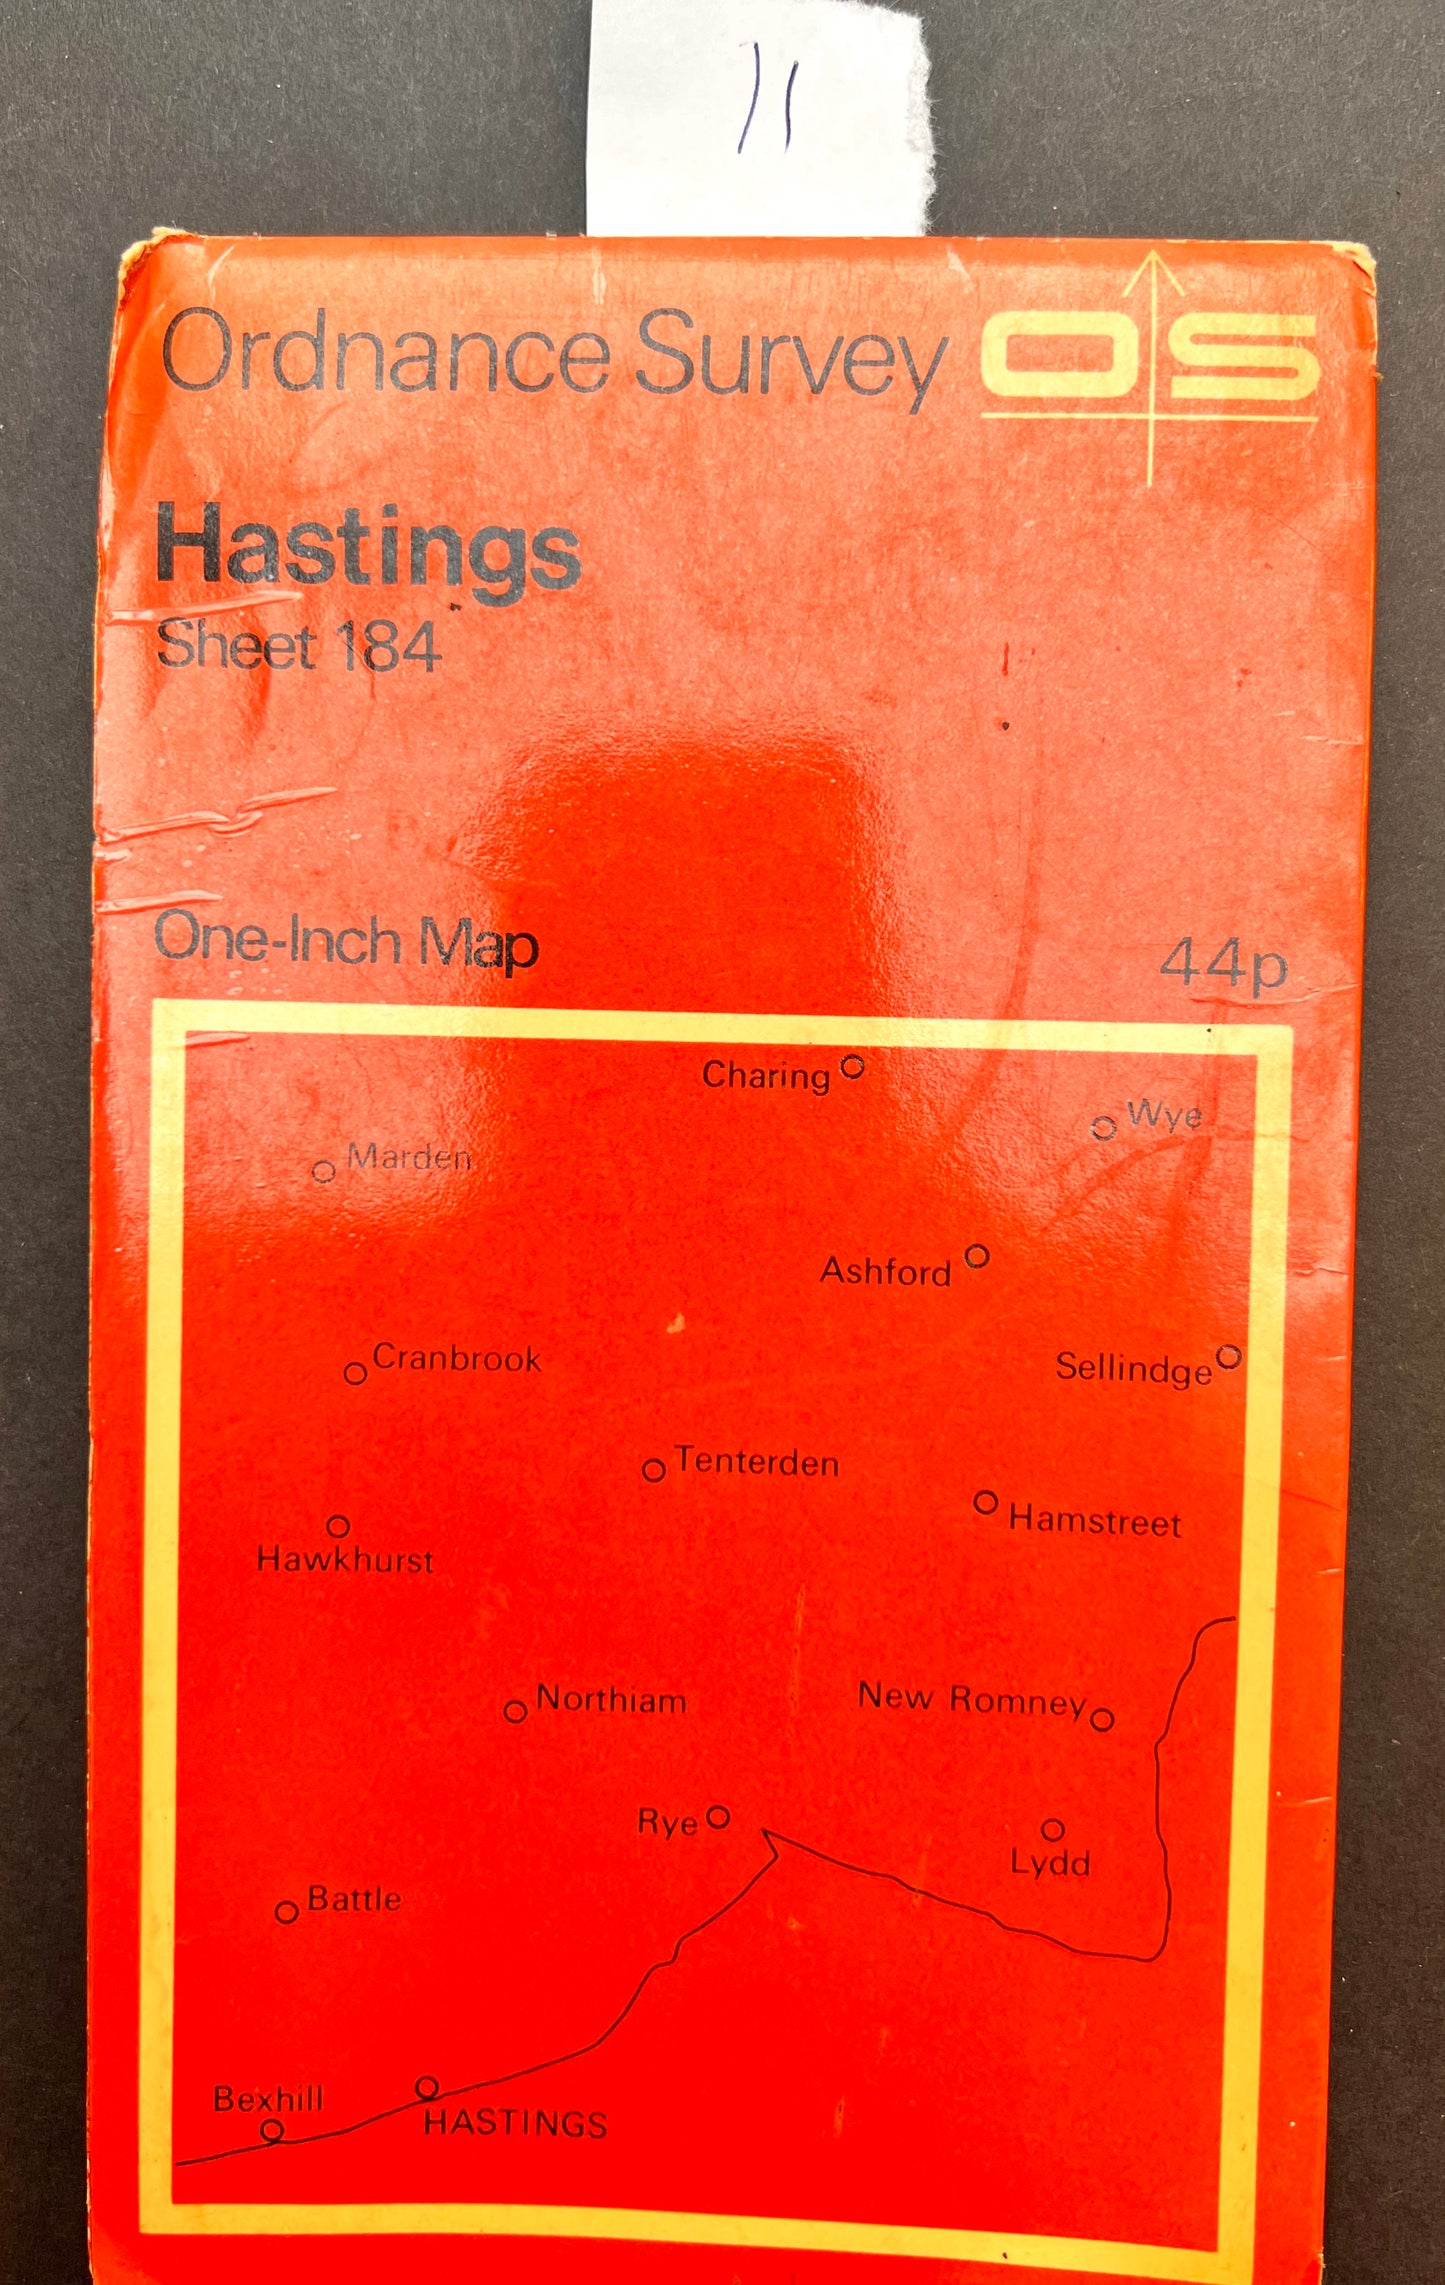 11
Ordnance Survey OS
Hastings
Sheet 184
One-Inch Map 44p
Charing
Wye
Marden
Ashford
Cranbrook
Sellindge
Tenterden
Hamstreet
Hawkhurst
Northiam
New Romney
Rye
Lydd
Battle
Bexhill
HASTINGS